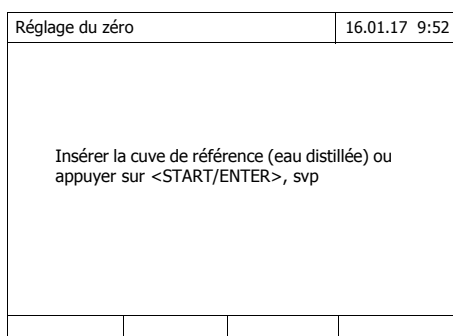 Réglage du zéro
16.01.17 9:52
Insérer la cuve de référence (eau distillée) ou
appuyer sur <START/ENTER>, svp